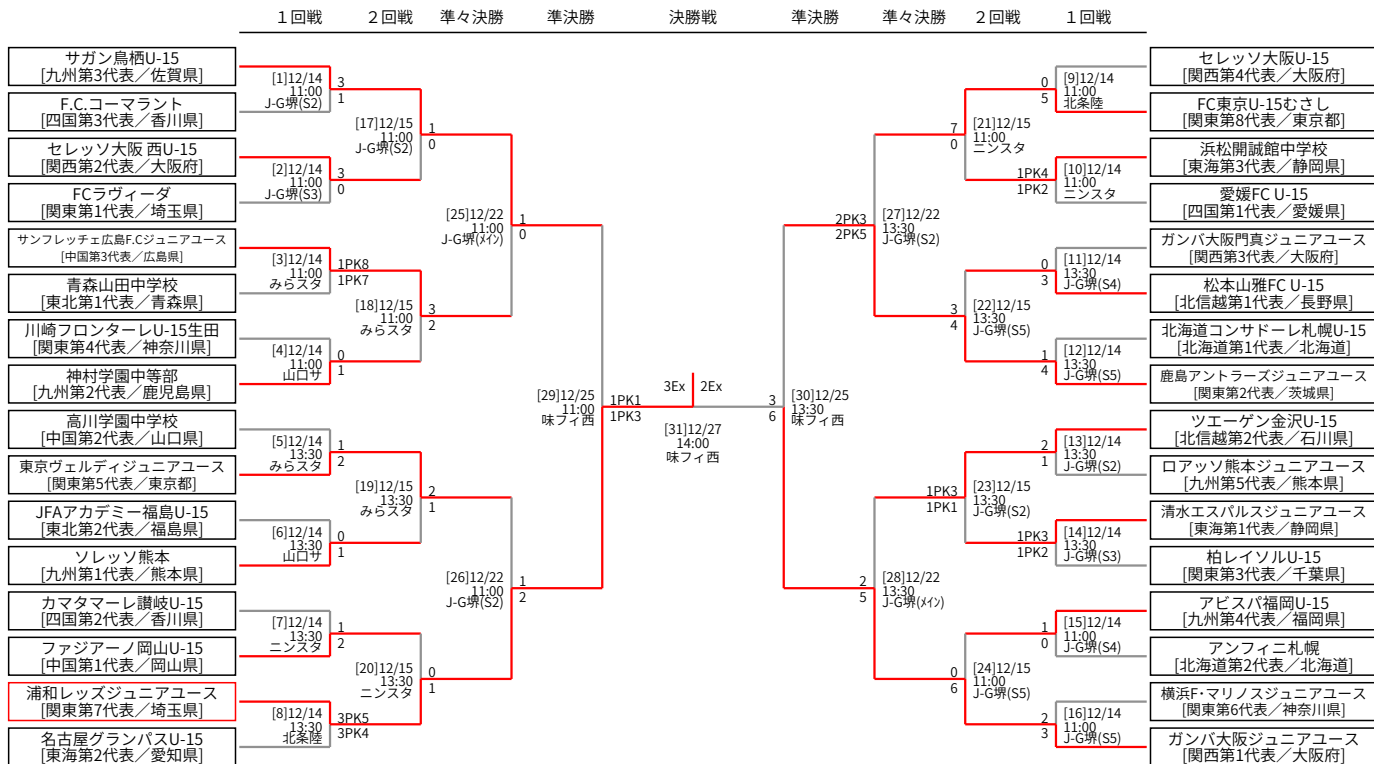 １回戦
２回戦
準々決勝
準決勝
決勝戦
準決勝
準々決勝
２回戦
１回戦
サガン鳥栖U-15
[九州第3代表／佐賀県]
F.C.コーマラント
[四国第3代表／香川県]
セレッソ大阪 西U-15
[関西第2代表／大阪府]
FCラヴィーダ
[関東第1代表／埼玉県]
サンフレッチェ広島F.Cジュニアユース
[中国第3代表／広島県]
青森山田中学校
[東北第1代表／青森県]
川崎フロンターレU-15生田
[関東第4代表／神奈川県]
神村学園中等部
[九州第2代表／鹿児島県]
高川学園中学校
[中国第2代表／山口県]
東京ヴェルディジュニアユース
[関東第5代表／東京都]
JFAアカデミー福島U-15
[東北第2代表／福島県]
ソレッソ熊本
[九州第1代表／熊本県]
カマタマーレ讃岐U-15
[四国第2代表／香川県]
ファジアーノ岡山U-15
[中国第1代表／岡山県]
浦和レッズジュニアユース
[関東第7代表／埼玉県]
名古屋グランパスU-15
[東海第2代表／愛知県]
[1]12/14
11:00
J-G堺(S2)
3
1
[2]12/14
11:00
J-G堺(S3)
3
0
[3]12/14
11:00
みらスタ
1PK8
1PK7
[4]12/14
11:00
山口サ
0
1
[5]12/14
13:30
みらスタ
1
2
[6]12/14
13:30
山口サ
0
1
[7]12/14
13:30
ニンスタ
1
2
[8]12/14
13:30
北条陸
3PK5
3PK4
[17]12/15
11:00
J-G堺(S2)
1
0
[18]12/15
11:00
みらスタ
3
2
[19]12/15
13:30
みらスタ
2
1
[20]12/15
13:30
ニンスタ
0
1
[25]12/22
11:00
J-G堺(ﾒｲﾝ)
1
0
[26]12/22
11:00
J-G堺(S2)
1
2
[29]12/25
11:00
味フィ西
1PK1
1PK3
3Ex
2Ex
[31]12/27
14:00
味フィ西
3
6
[30]12/25
13:30
味フィ西
2PK3
2PK5
[27]12/22
13:30
J-G堺(S2)
2
5
[28]12/22
13:30
J-G堺(ﾒｲﾝ)
7
0
[21]12/15
11:00
ニンスタ
3
4
[22]12/15
13:30
J-G堺(S5)
1PK3
1PK1
[23]12/15
13:30
J-G堺(S2)
0
6
[24]12/15
11:00
J-G堺(S5)
0
5
[9]12/14
11:00
北条陸
1PK4
1PK2
[10]12/14
11:00
ニンスタ
0
3
[11]12/14
13:30
J-G堺(S4)
1
4
[12]12/14
13:30
J-G堺(S5)
2
1
[13]12/14
13:30
J-G堺(S2)
1PK3
1PK2
[14]12/14
13:30
J-G堺(S3)
1
0
[15]12/14
11:00
J-G堺(S4)
2
3
[16]12/14
11:00
J-G堺(S5)
セレッソ大阪U-15
[関西第4代表／大阪府]
FC東京U-15むさし
[関東第8代表／東京都]
浜松開誠館中学校
[東海第3代表／静岡県]
愛媛FC U-15
[四国第1代表／愛媛県]
ガンバ大阪門真ジュニアユース
[関西第3代表／大阪府]
松本山雅FC U-15
[北信越第1代表／長野県]
北海道コンサドーレ札幌U-15
[北海道第1代表／北海道]
鹿島アントラーズジュニアユース
[関東第2代表／茨城県]
ツエーゲン金沢U-15
[北信越第2代表／石川県]
ロアッソ熊本ジュニアユース
[九州第5代表／熊本県]
清水エスパルスジュニアユース
[東海第1代表／静岡県]
柏レイソルU-15
[関東第3代表／千葉県]
アビスパ福岡U-15
[九州第4代表／福岡県]
アンフィニ札幌
[北海道第2代表／北海道]
横浜F・マリノスジュニアユース
[関東第6代表／神奈川県]
ガンバ大阪ジュニアユース
[関西第1代表／大阪府]